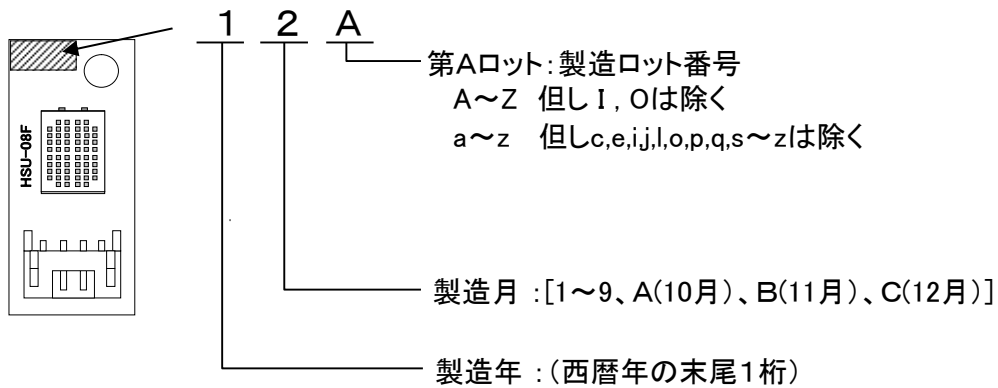 １ ２ Ａ
第Aロット：製造ロット番号
A～Z 但しＩ，Oは除く
a～z 但しc,e,i,j,l,o,p,q,s～zは除く
HSU-08F
製造月：[1～9、A(10月)、B(11月)、C(12月)]
製造年：(西暦年の末尾１桁)